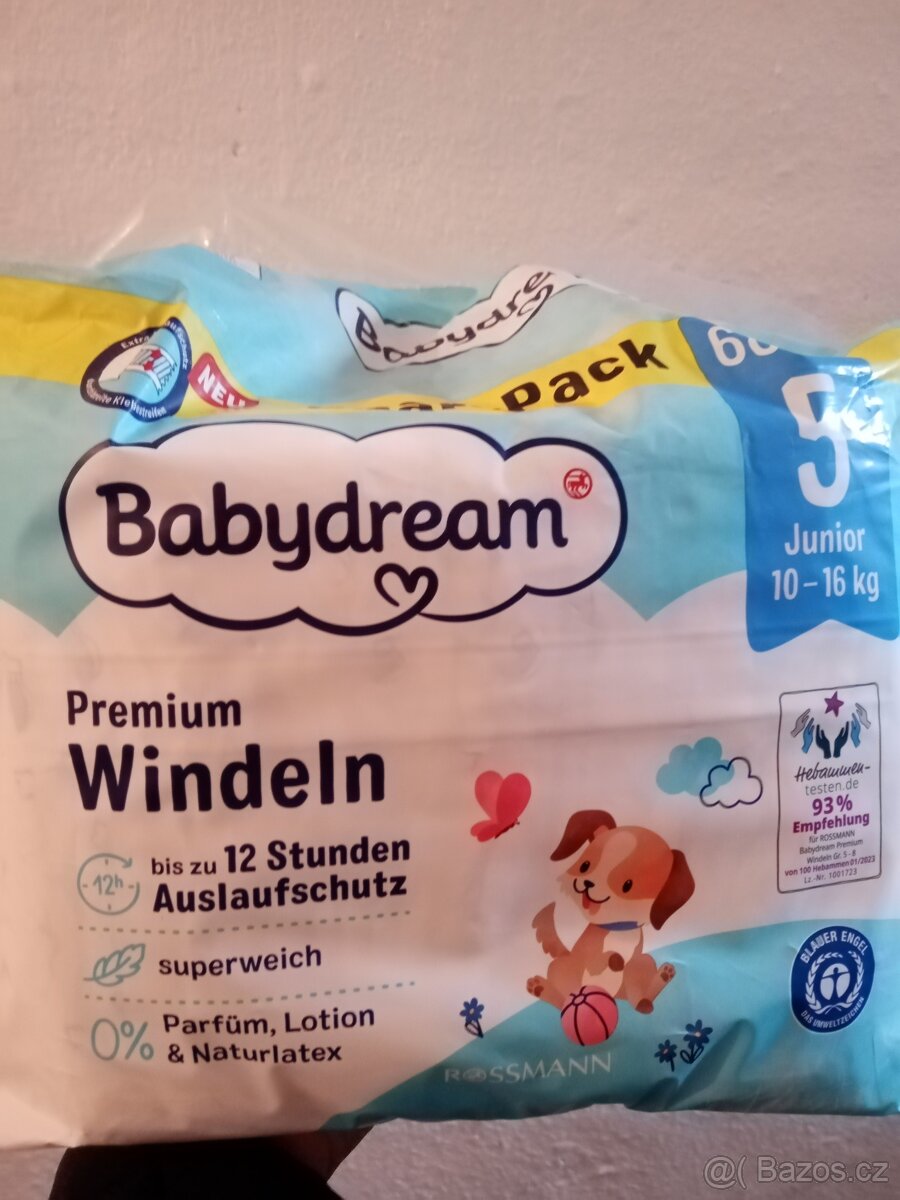 Babydre
Extra
NEU
Pack
5
Junior
10 – 16 kg
Babydream
Premium
Windeln
12h
bis zu 12 Stunden
Auslaufschutz
superweich
0% Parfüm, Lotion
& Naturlatex
Hebammen-
testen.de
93 %
Empfehlung
für ROSSMANN
Babydream Premium
Windeln Gr. 5 - 8
von 100 Hebammen 01/2023
Lz.-Nr. 1001723
BLAUER ENGEL
DAS UMWELTZEICHEN
ROSSMANN
@( Bazos.cz